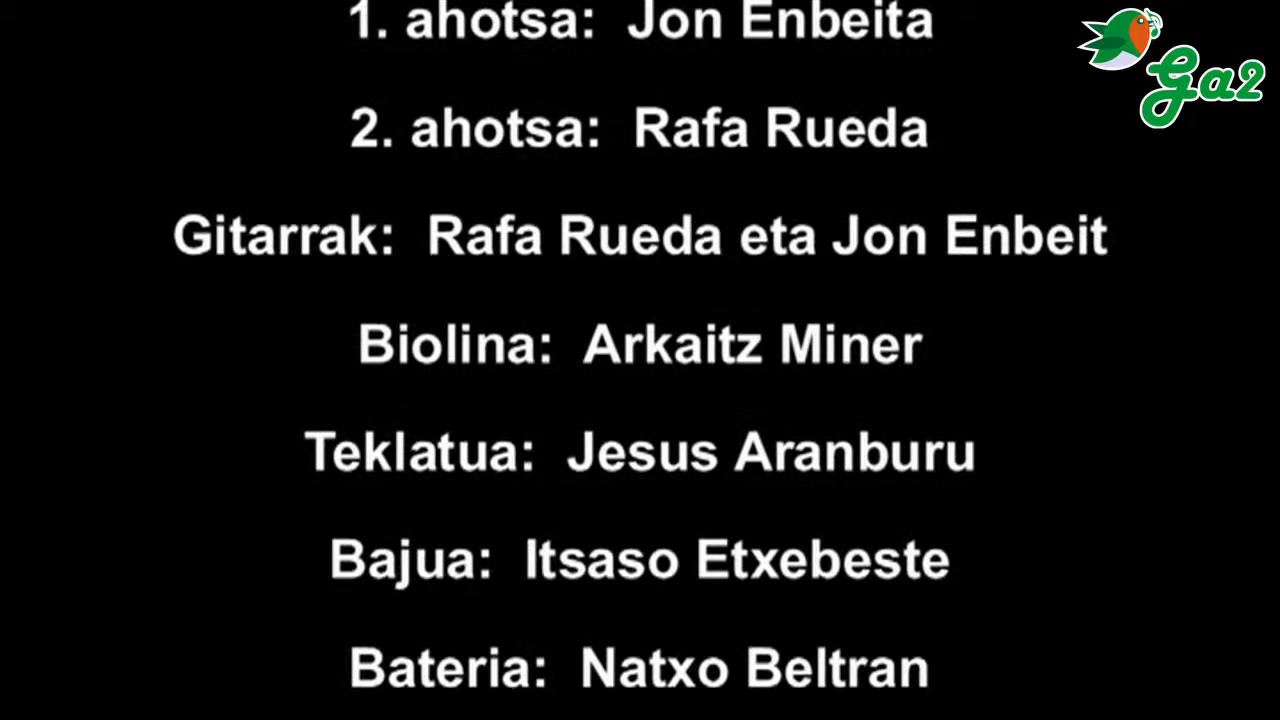 1. ahotsa: Jon Enbeita
Ga2
2. ahotsa: Rafa Rueda
Gitarrak: Rafa Rueda eta Jon Enbeit
Biolina: Arkaitz Miner
Teklatua: Jesus Aranburu
Bajua: Itsaso Etxebeste
Bateria: Natxo Beltran